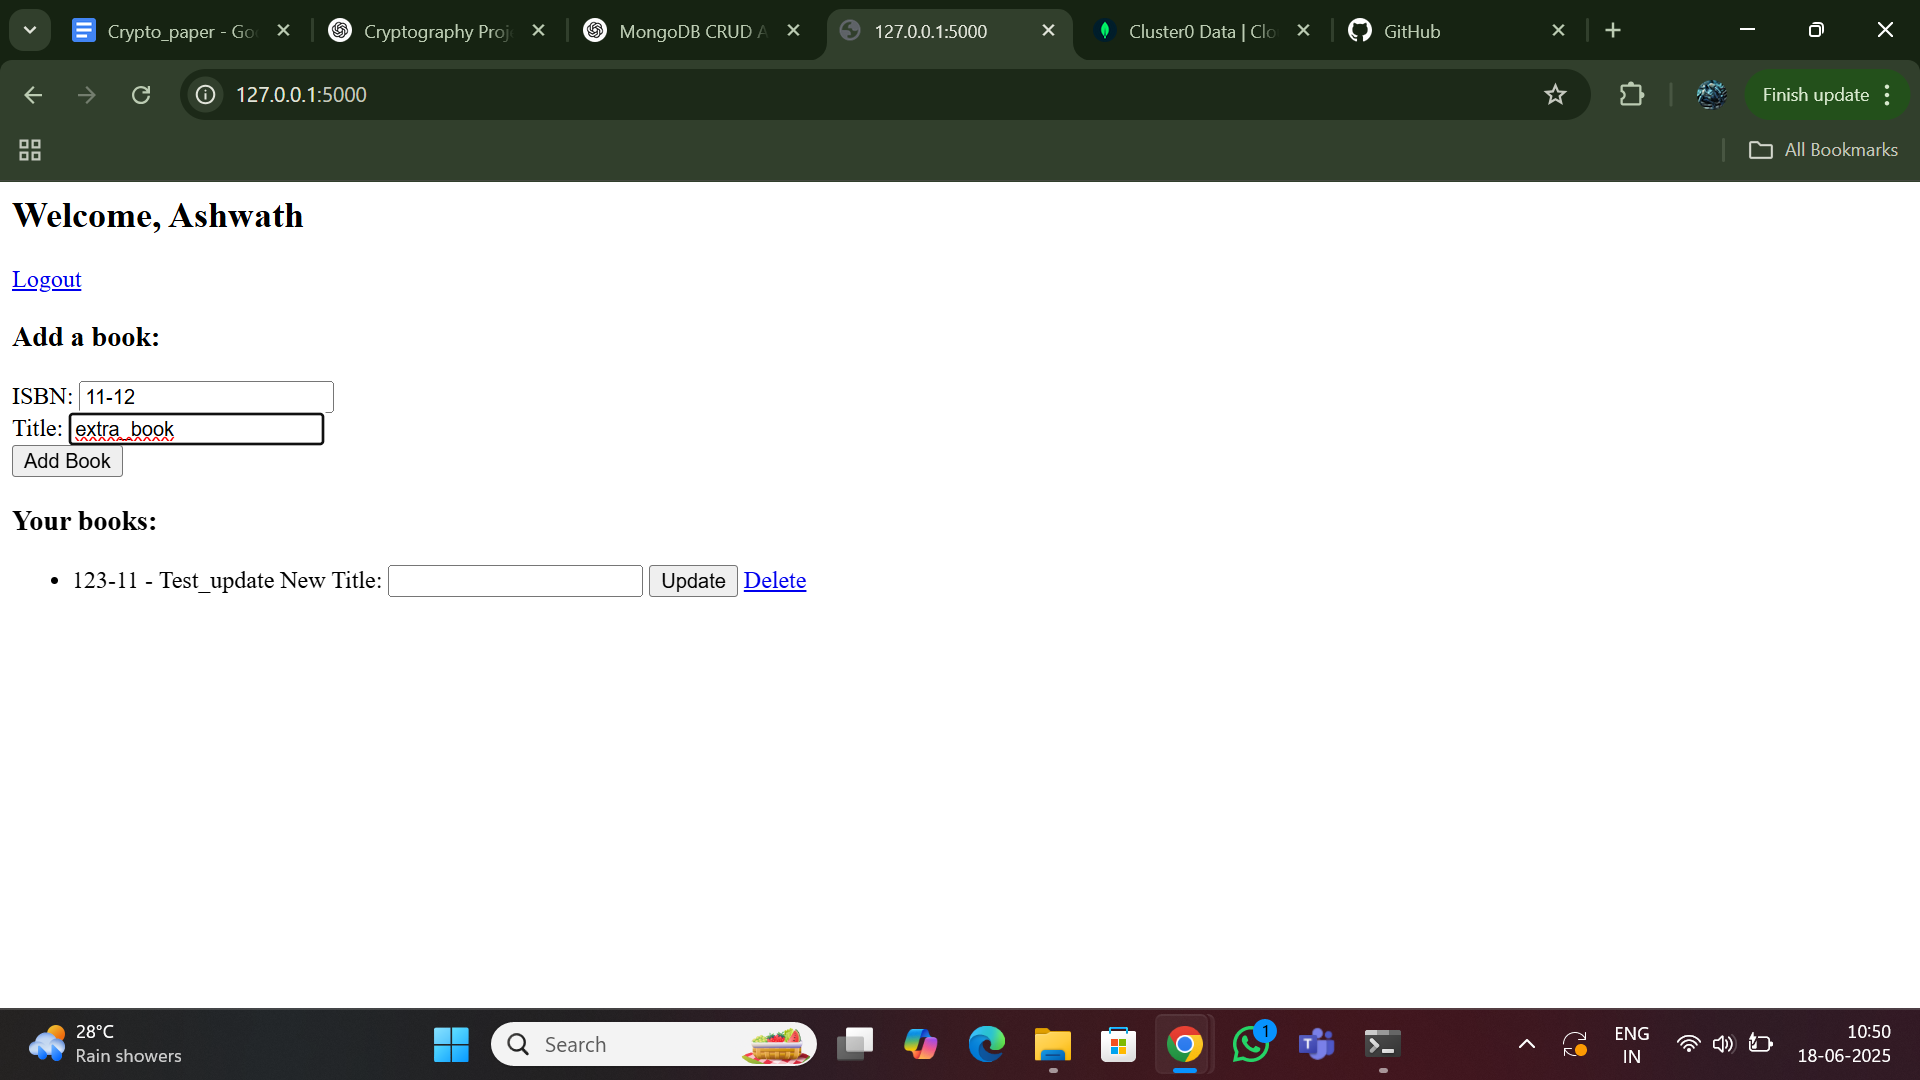 Crypto_paper - Goo
Cryptography Proj
MongoDB CRUD A
127.0.0.1:5000
Cluster0 Data | Clo
GitHub
127.0.0.1:5000
Finish update
All Bookmarks
Welcome, Ashwath
Logout
Add a book:
ISBN: 11-12
Title: extra_book
Add Book
Your books:
123-11 - Test_update New Title: Update Delete
28°C
Rain showers
Search
1
ENG
IN
10:50
18-06-2025